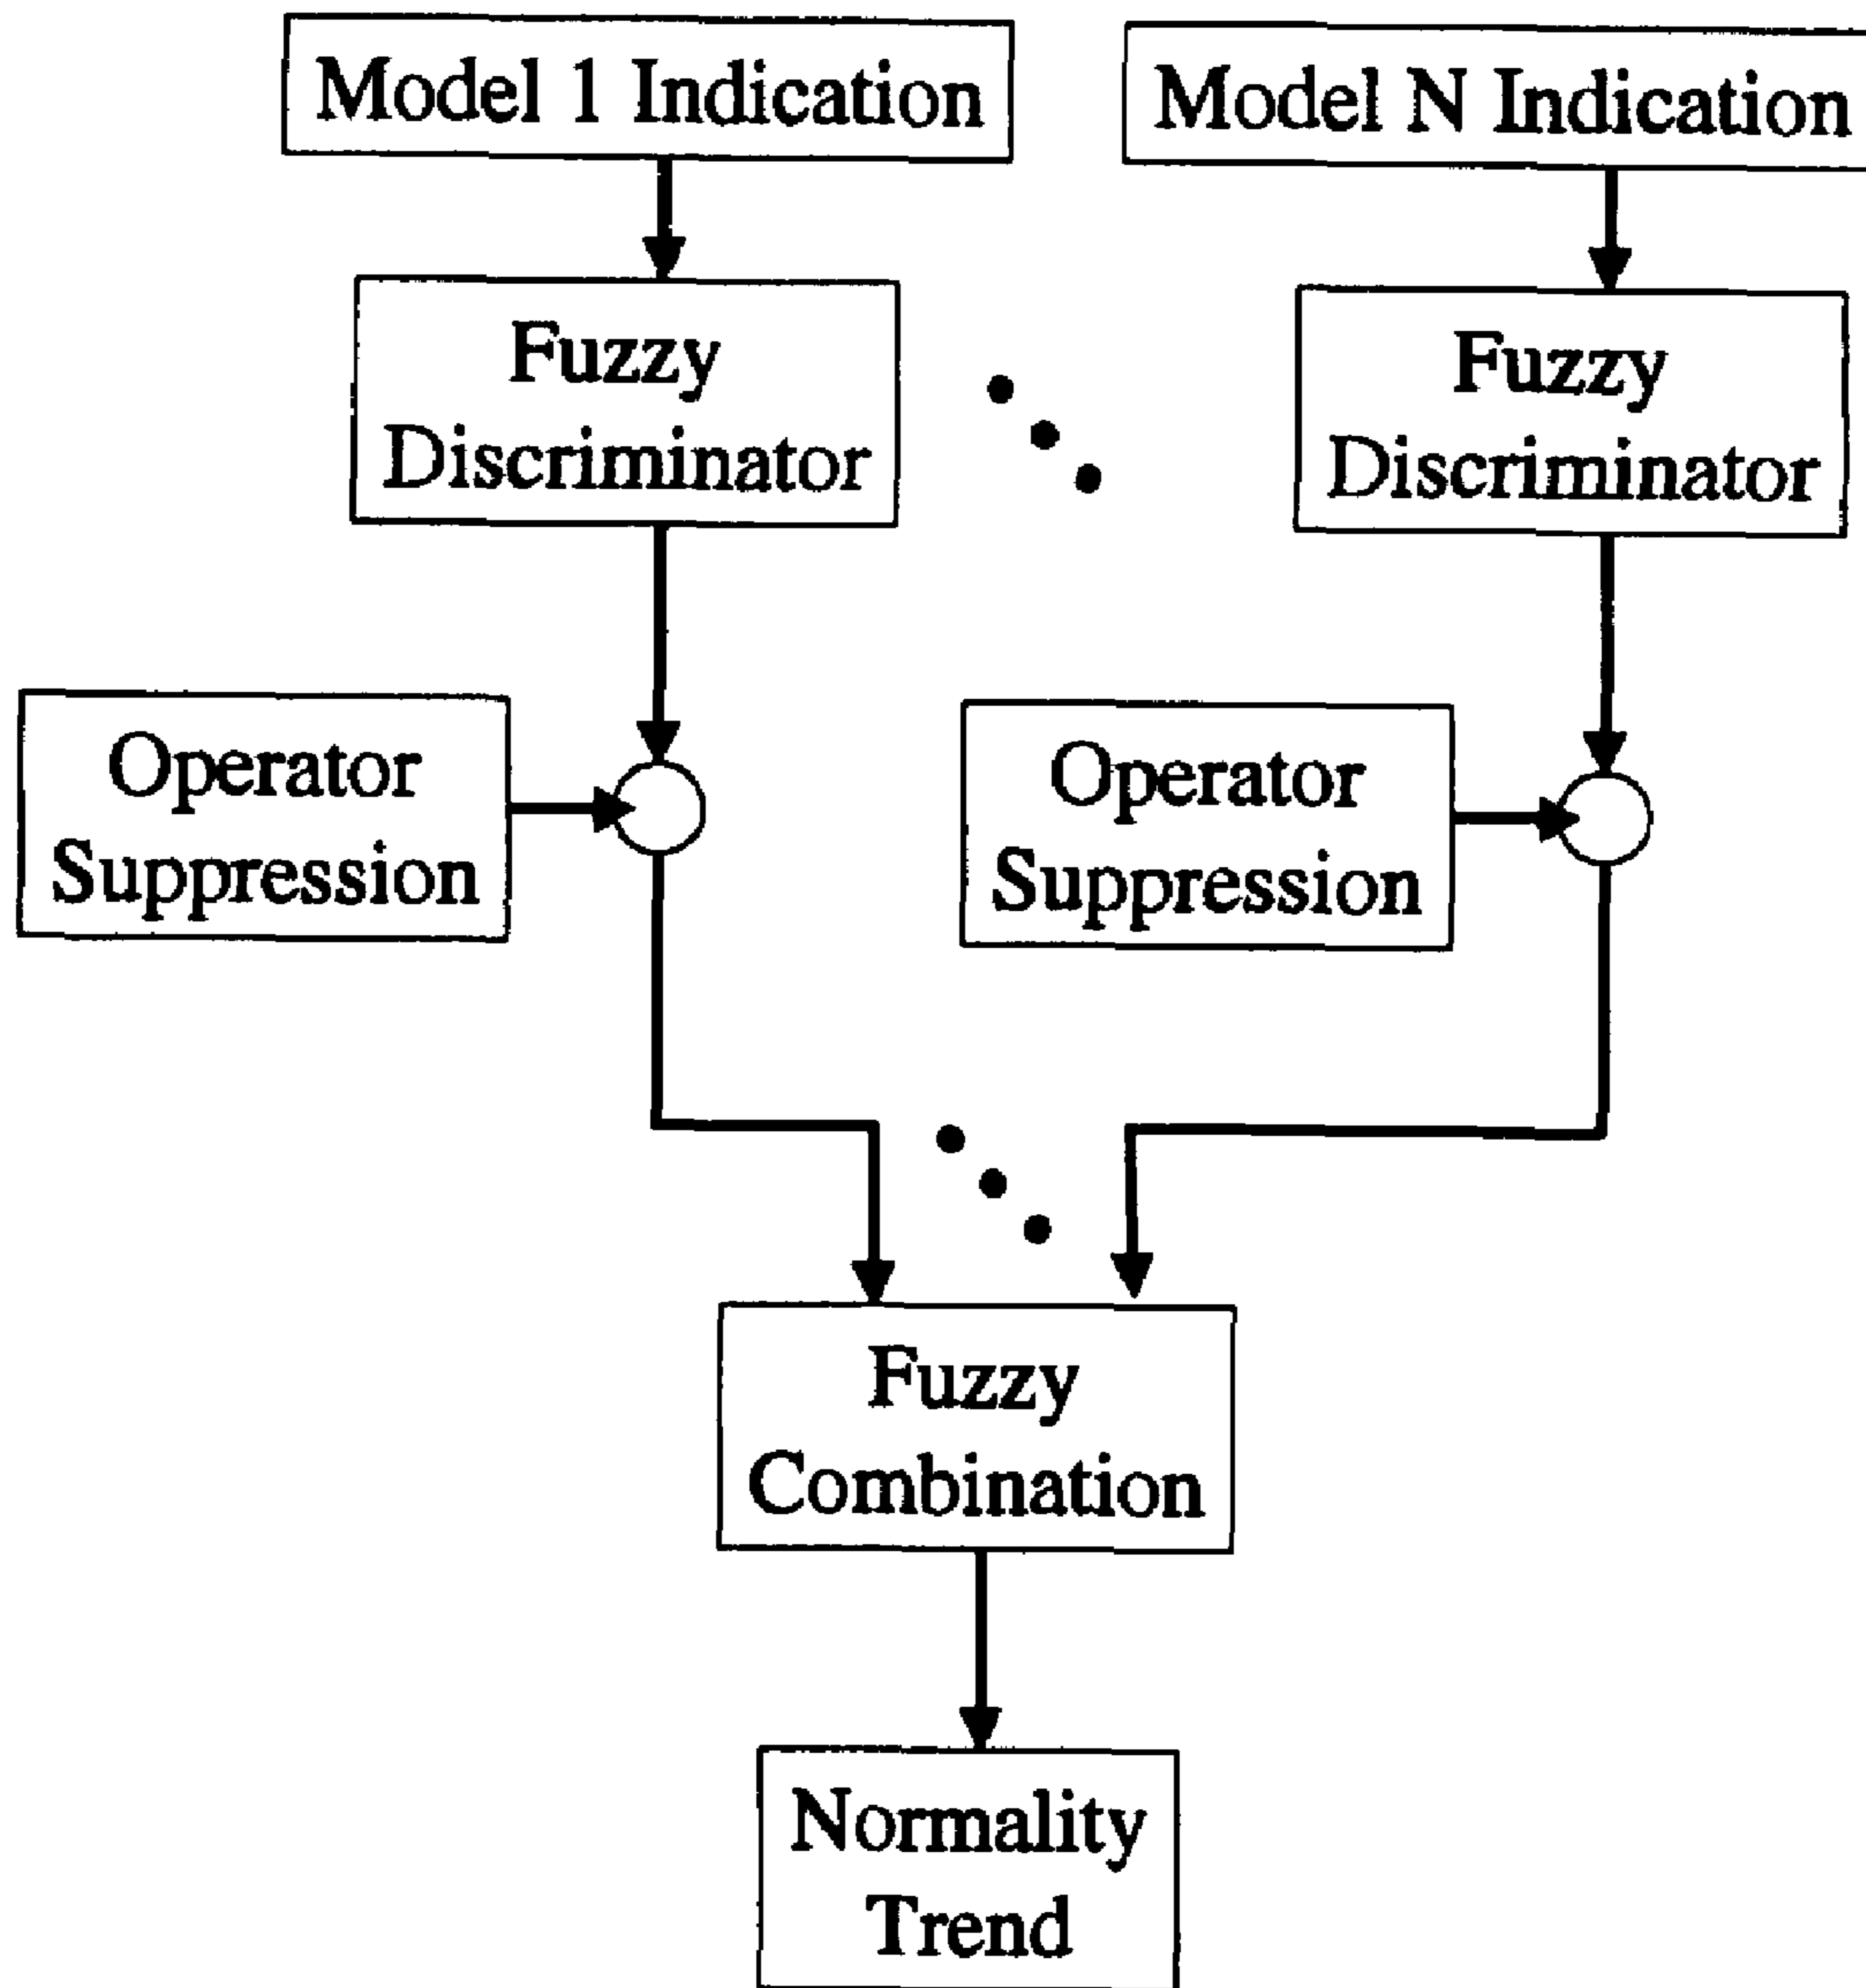 Model 1 Indication
Model N Indication
Fuzzy
Discriminator
Fuzzy
Discriminator
Operator
Suppression
Operator
Suppression
Fuzzy
Combination
Normality
Trend